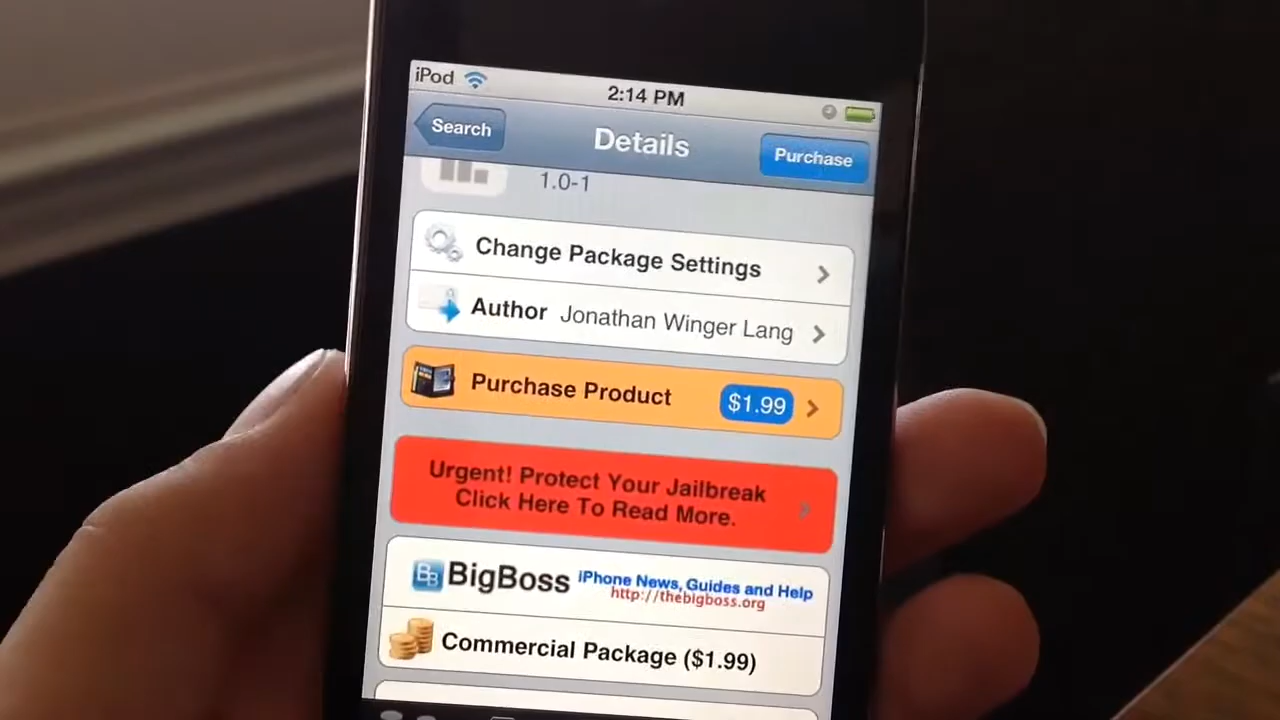 iPod
2:14 PM
Search
Details
Purchase
1.0-1
Change Package Settings
Author Jonathan Winger Lang
Purchase Product $1.99
Urgent! Protect Your Jailbreak
Click Here To Read More.
BB BigBoss iPhone News, Guides and Help
http://thebigboss.org
Commercial Package ($1.99)